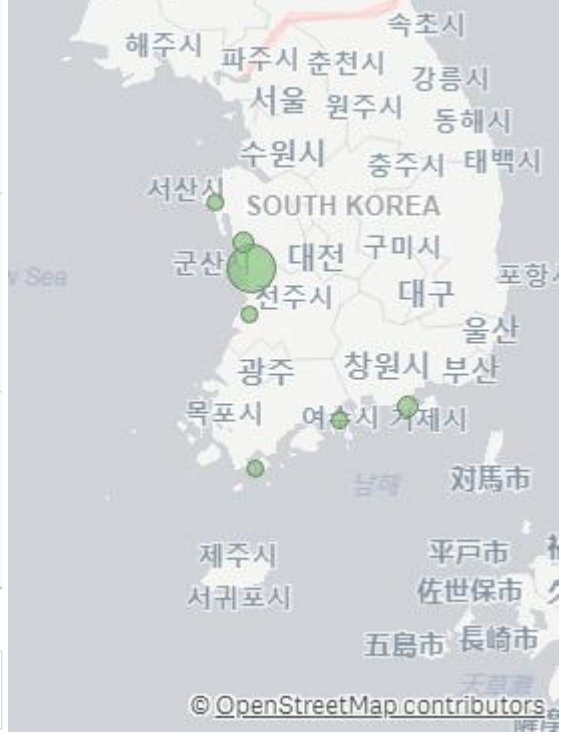 속초시
해주시
파주시 춘천시
강릉시
서울 원주시
동해시
수원시
충주시 태백시
서산시
SOUTH KOREA
군산
대전 구미시
w Sea
포항
전주시
대구
울산
광주
창원시 부산
목포시
여수시 거제시
남해
対馬市
제주시
平戸市
서귀포시
佐世保市
五島市 長崎市
天草灘
© OpenStreetMap contributors